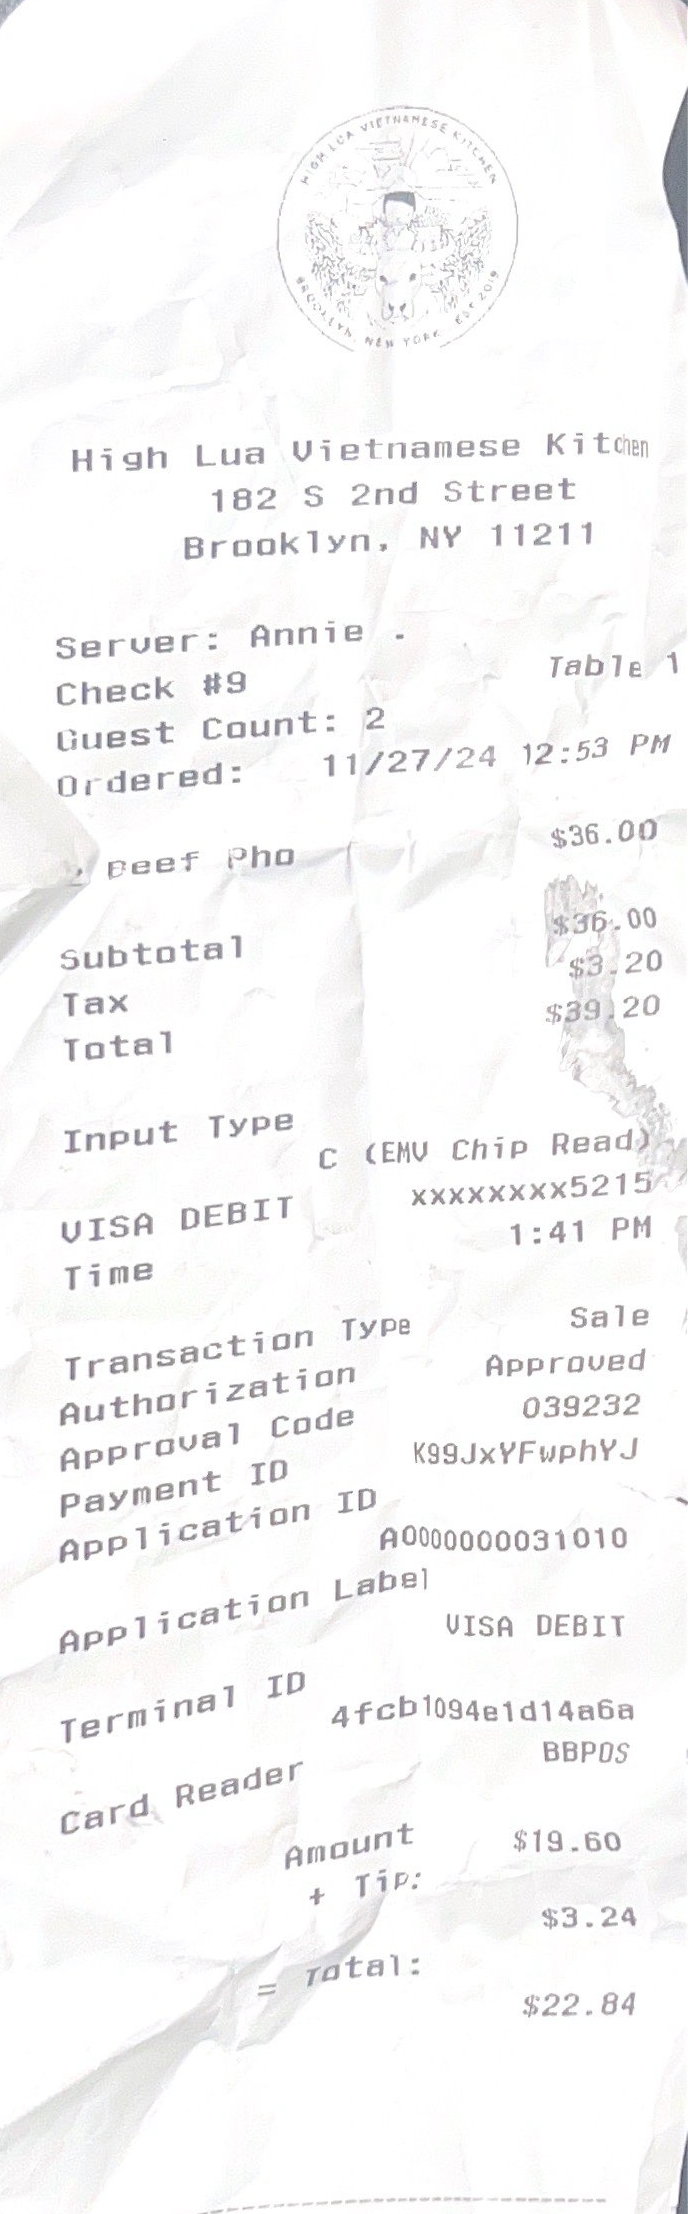 HIGH LUA VIETNAMESE KITCHEN
BROOKLYN, NEW YORK. EST 2019
High Lua Vietnamese Kitchen
182 S 2nd Street
Brooklyn, NY 11211
Server: Annie .
Check #9 Table 1
Guest Count: 2
Ordered: 11/27/24 12:53 PM
Beef Pho $36.00
Subtotal $36.00
Tax $3.20
Total $39.20
Input Type
C (EMV Chip Read)
VISA DEBIT xxxxxxxx5215
Time 1:41 PM
Transaction Type Sale
Authorization Approved
Approval Code 039232
Payment ID K99JxYFwphYJ
Application ID
A0000000031010
Application Label
VISA DEBIT
Terminal ID
4fcb1094e1d14a6a
Card Reader BBPOS
Amount $19.60
+ Tip:
$3.24
= Total:
$22.84